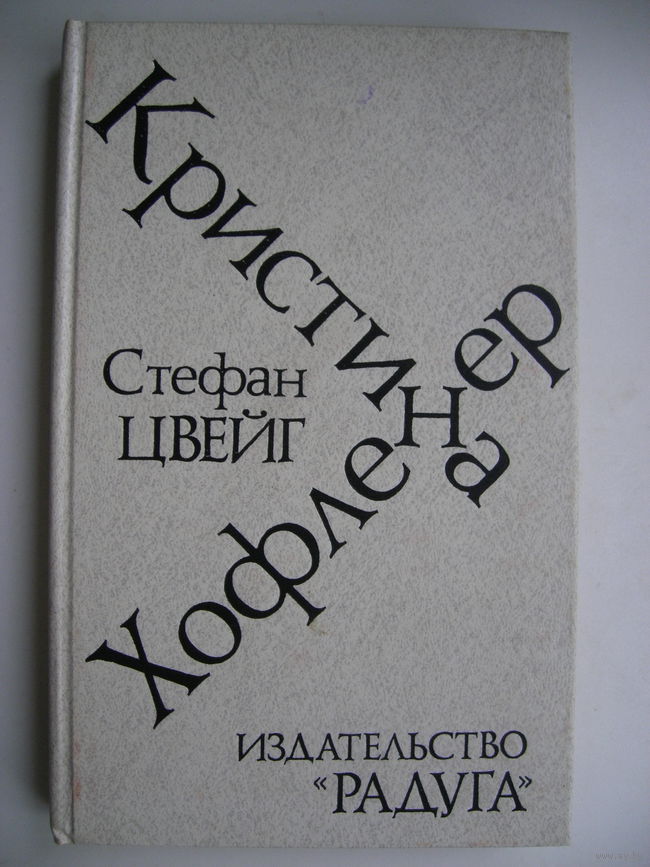 Кристина
Хофленер
Стефан
ЦВЕЙГ
ИЗДАТЕЛЬСТВО
«РАДУГА»